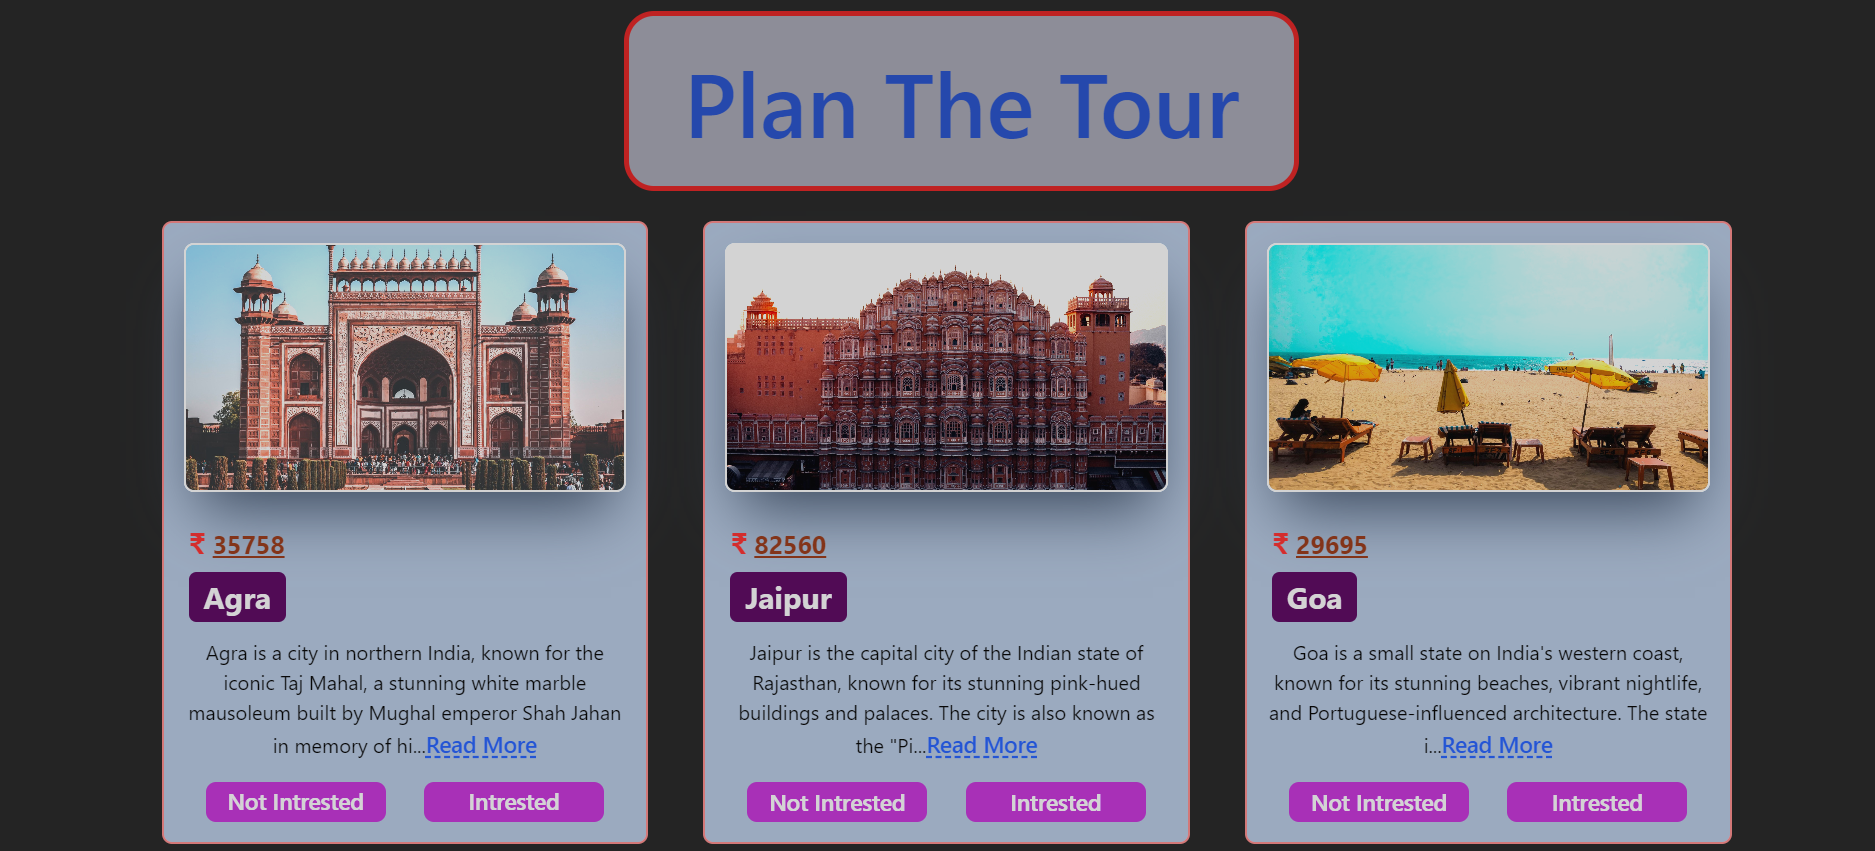 Plan The Tour
₹ 35758
Agra
Agra is a city in northern India, known for the
iconic Taj Mahal, a stunning white marble
mausoleum built by Mughal emperor Shah Jahan
in memory of hi...Read More
Not Intrested Intrested
₹ 82560
Jaipur
Jaipur is the capital city of the Indian state of
Rajasthan, known for its stunning pink-hued
buildings and palaces. The city is also known as
the "Pi...Read More
Not Intrested Intrested
₹ 29695
Goa
Goa is a small state on India's western coast,
known for its stunning beaches, vibrant nightlife,
and Portuguese-influenced architecture. The state
i...Read More
Not Intrested Intrested